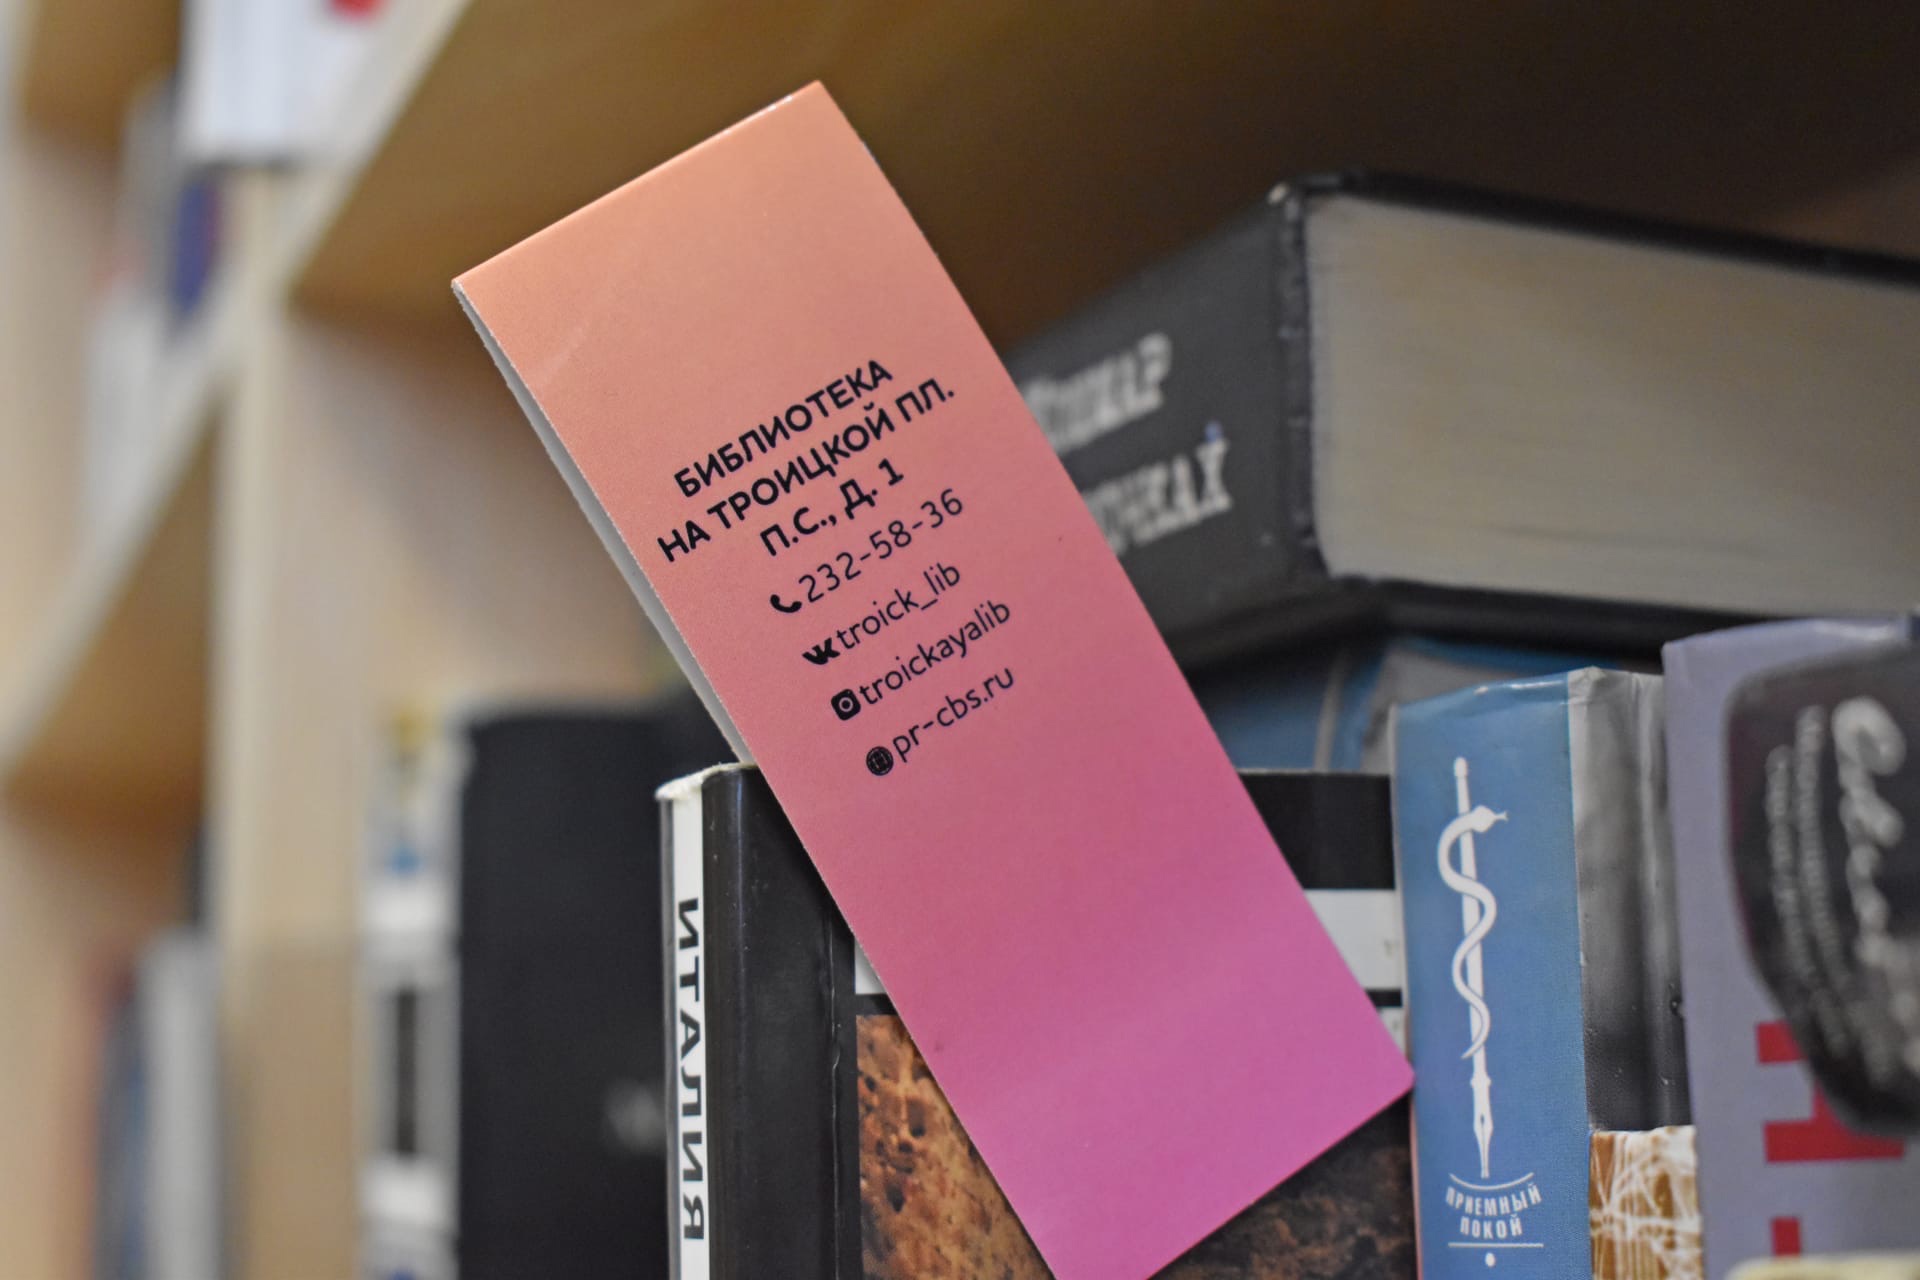 БИБЛИОТЕКА
НА ТРОИЦКОЙ ПЛ.
П.С., Д. 1
232-58-36
troick_lib
troickayalib
pr-cbs.ru
ИТАЛИЯ
ПРИЕМНЫЙ
ПОКОЙ